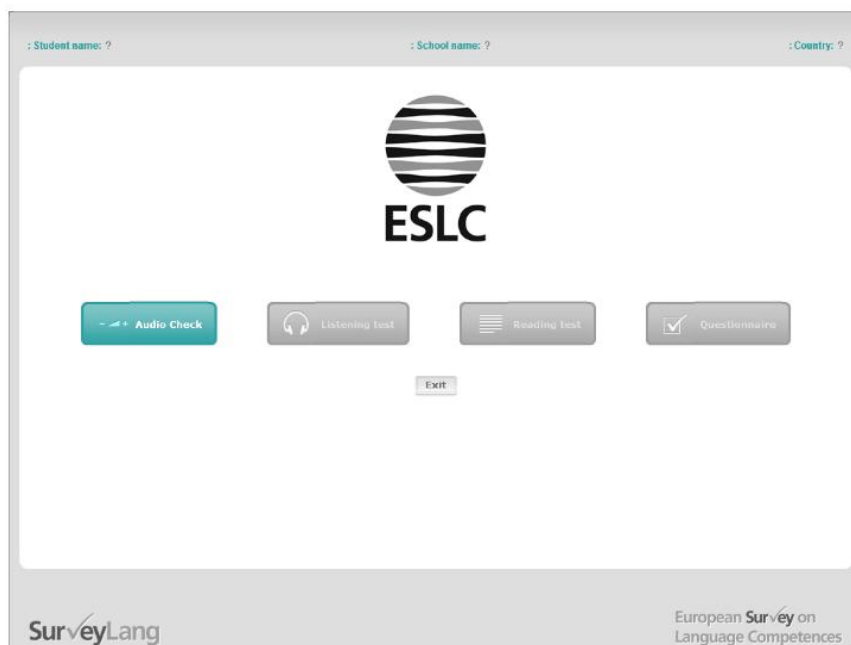 : Student name: ?
: School name: ?
: Country: ?
ESLC
Audio Check
Listening test
Reading test
Questionnaire
Exit
SurveyLang
European Survey on
Language Competences